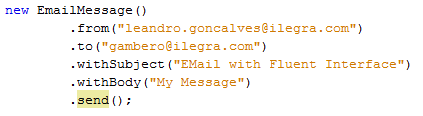 new EmailMessage()
.from("leandro.goncalves@ilegra.com")
.to("gambero@ilegra.com")
.withSubject("EMail with Fluent Interface")
.withBody("My Message")
.send();